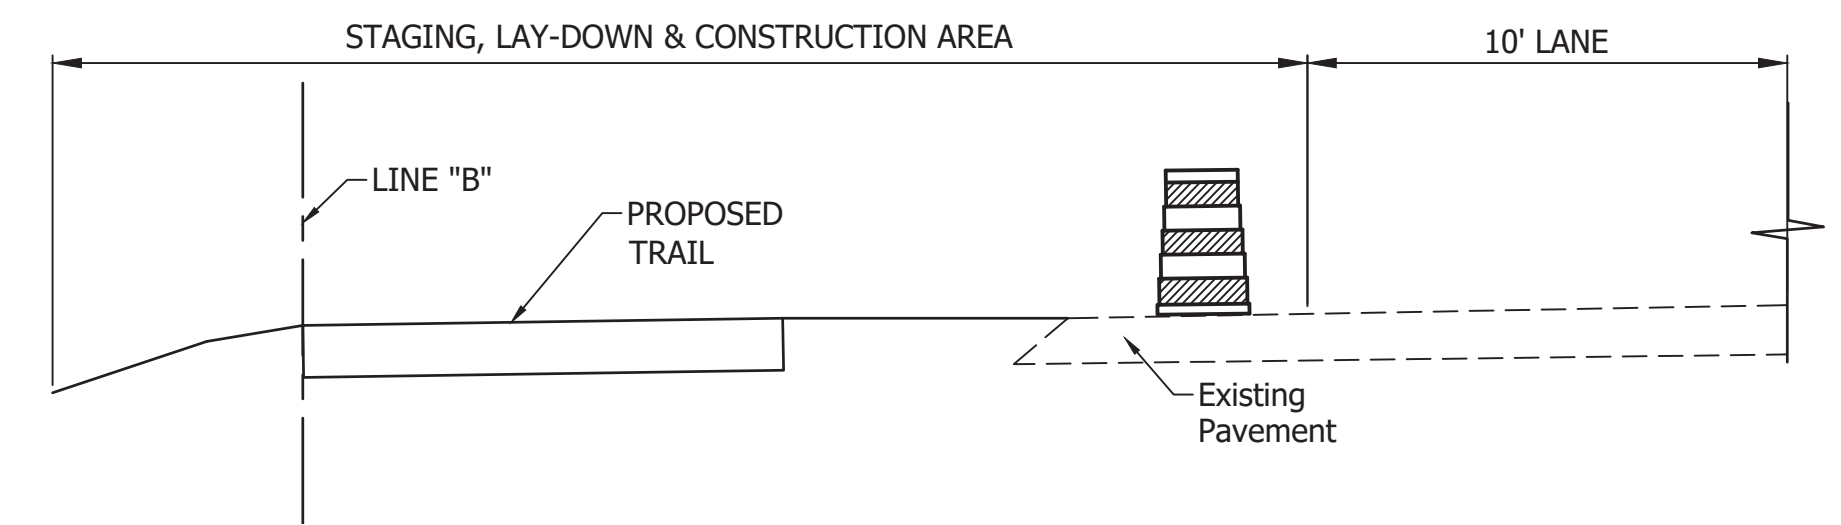 STAGING, LAY-DOWN & CONSTRUCTION AREA
10' LANE
LINE "B"
PROPOSED
TRAIL
Existing
Pavement